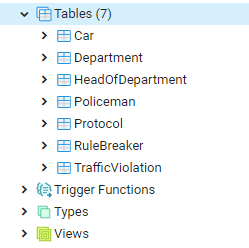 Tables (7)
Car
Department
HeadOfDepartment
Policeman
Protocol
RuleBreaker
TrafficViolation
Trigger Functions
Types
Views